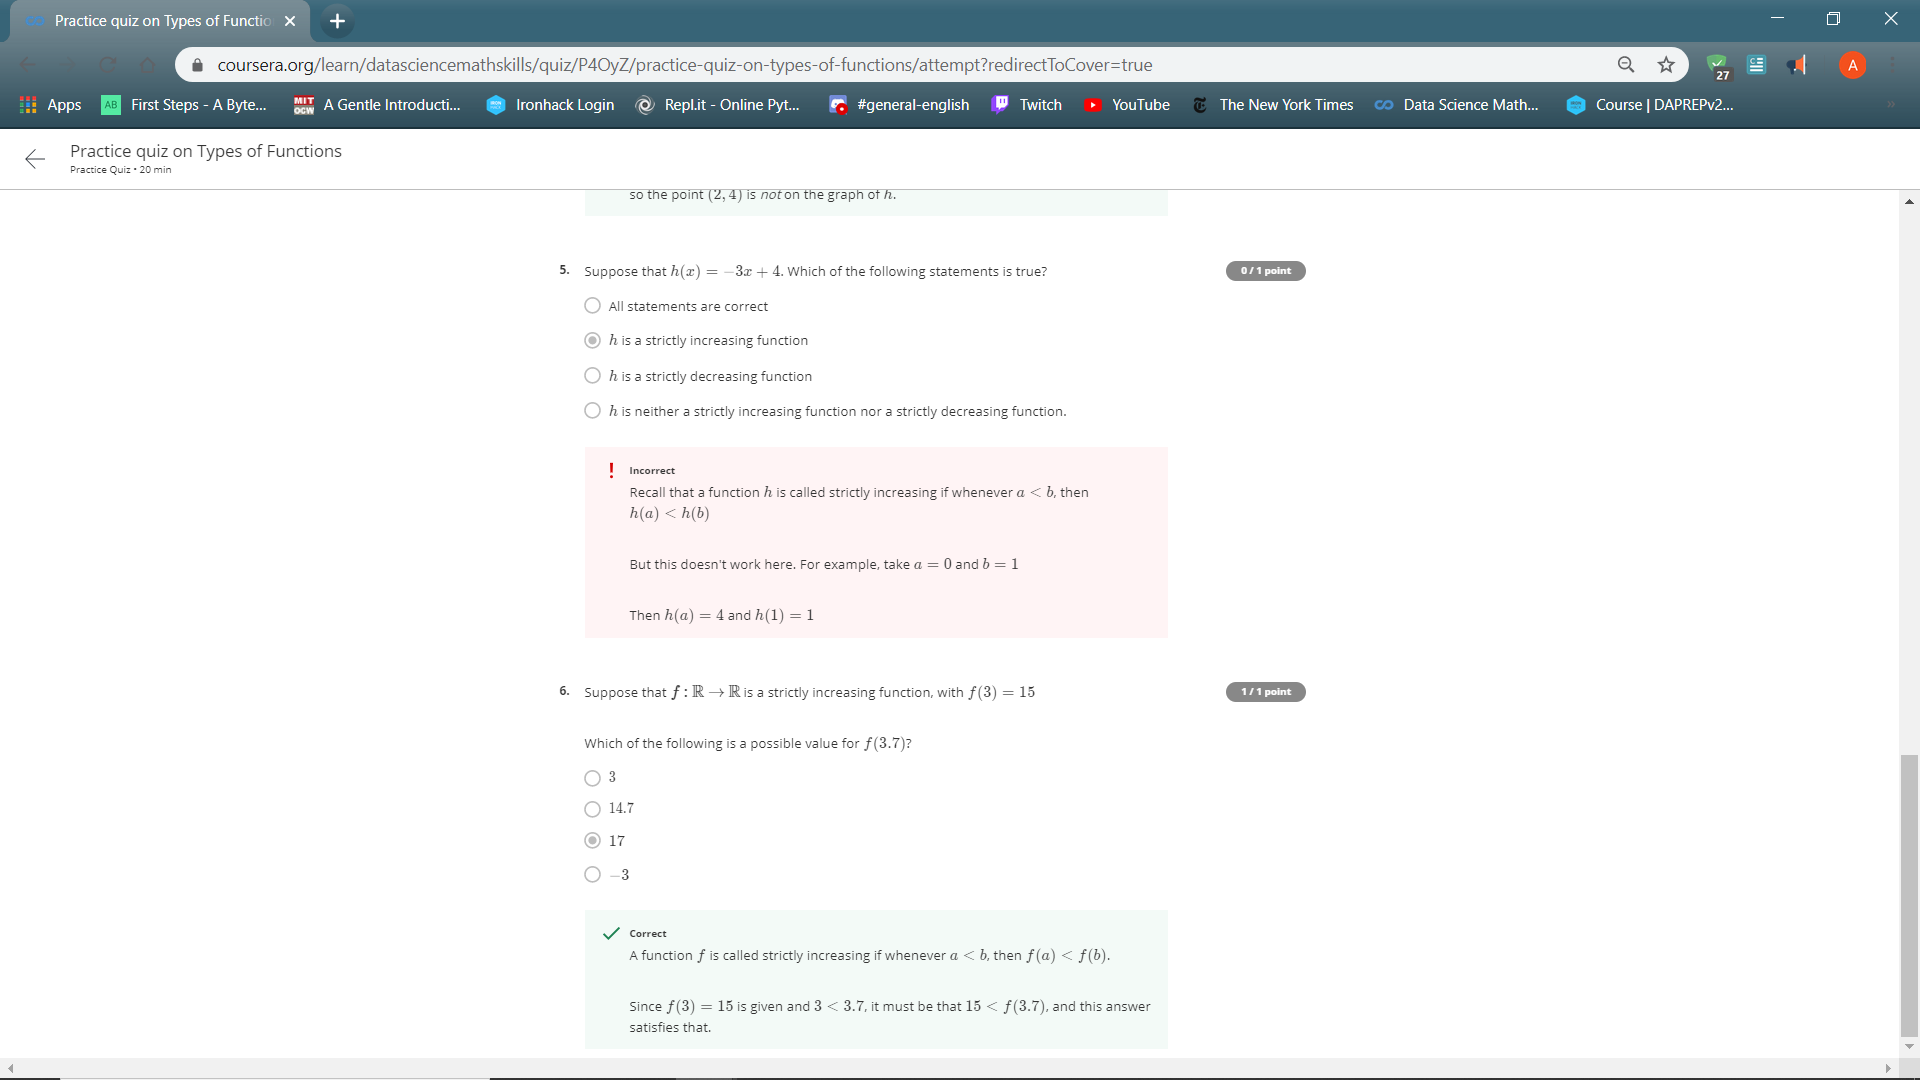 Practice quiz on Types of Functio
coursera.org/learn/datasciencemathskills/quiz/P4OyZ/practice-quiz-on-types-of-functions/attempt?redirectToCover=true
27
A
Apps
AB First Steps - A Byte...
MIT OCW A Gentle Introducti...
Ironhack Login
Repl.it - Online Pyt...
#general-english
Twitch
YouTube
The New York Times
Data Science Math...
Course | DAPREPv2...
Practice quiz on Types of Functions
Practice Quiz • 20 min
so the point (2, 4) is not on the graph of h.
5. Suppose that h(x) = −3x + 4. Which of the following statements is true?
0 / 1 point
All statements are correct
h is a strictly increasing function
h is a strictly decreasing function
h is neither a strictly increasing function nor a strictly decreasing function.
! Incorrect
Recall that a function h is called strictly increasing if whenever a < b, then
h(a) < h(b)
But this doesn't work here. For example, take a = 0 and b = 1
Then h(a) = 4 and h(1) = 1
6. Suppose that f : ℝ → ℝ is a strictly increasing function, with f(3) = 15
1 / 1 point
Which of the following is a possible value for f(3.7)?
3
14.7
17
−3
Correct
A function f is called strictly increasing if whenever a < b, then f(a) < f(b).
Since f(3) = 15 is given and 3 < 3.7, it must be that 15 < f(3.7), and this answer
satisfies that.